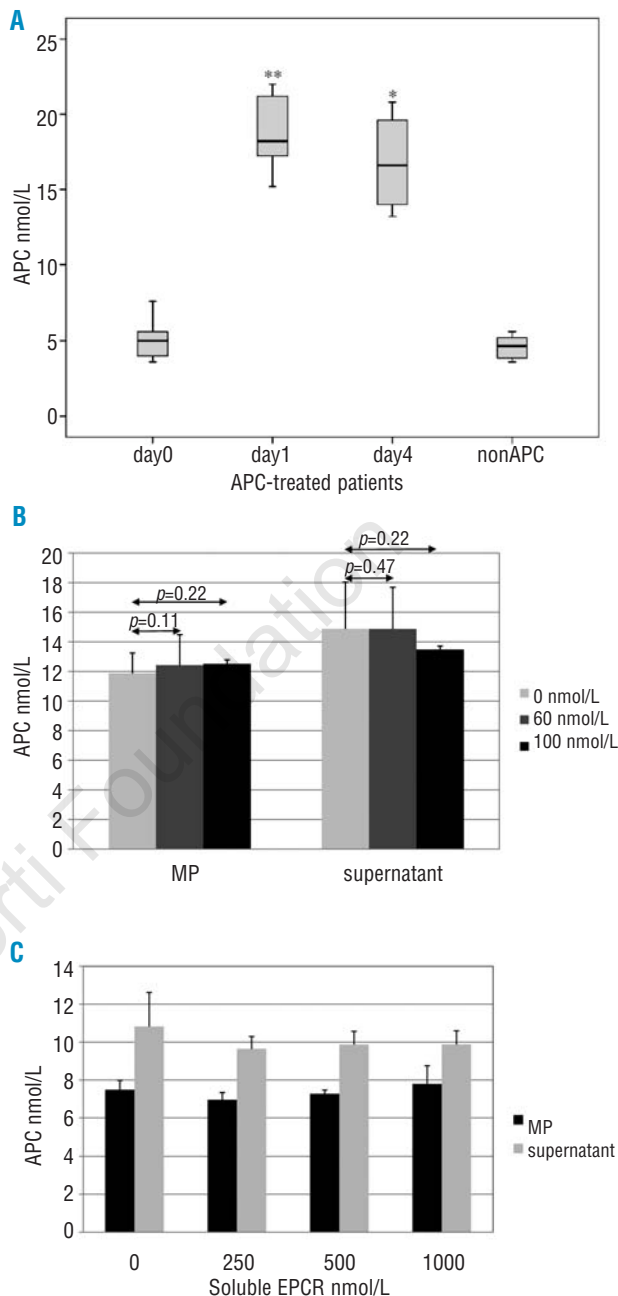 A
25
20
15
10
5
0
APC nmol/L
**
*
day0 day1 day4 nonAPC
APC-treated patients
B
20
18
16
14
12
10
8
6
4
2
0
APC nmol/L
p=0.22
p=0.11
p=0.22
p=0.47
0 nmol/L
60 nmol/L
100 nmol/L
MP supernatant
rti Foundation
C
14
12
10
8
6
4
2
0
APC nmol/L
MP
supernatant
0 250 500 1000
Soluble EPCR nmol/L